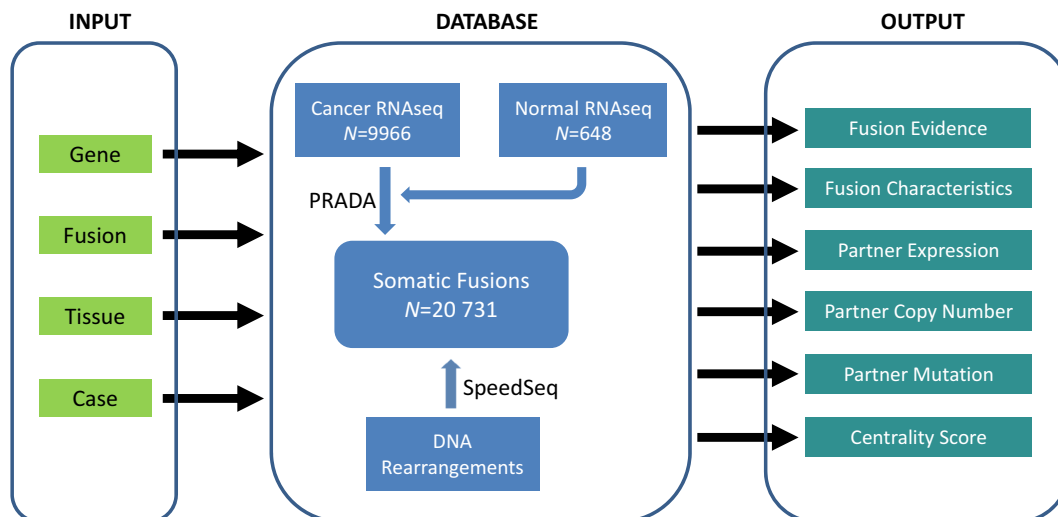 INPUT
DATABASE
OUTPUT
Gene
Fusion
Tissue
Case
Cancer RNAseq
N=9966
Normal RNAseq
N=648
PRADA
Somatic Fusions
N=20 731
SpeedSeq
DNA
Rearrangements
Fusion Evidence
Fusion Characteristics
Partner Expression
Partner Copy Number
Partner Mutation
Centrality Score